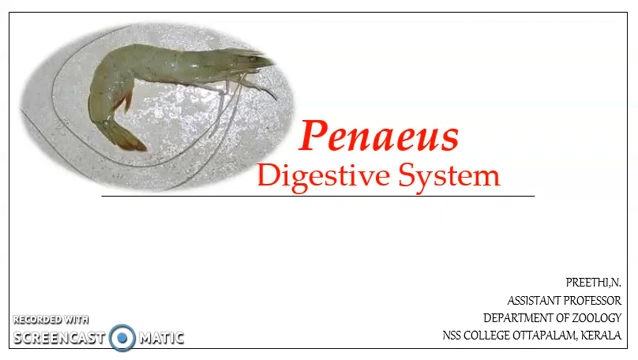 Penaeus
Digestive System
PREETHI,N.
ASSISTANT PROFESSOR
DEPARTMENT OF ZOOLOGY
NSS COLLEGE OTTAPALAM, KERALA
RECORDED WITH
SCREENCAST MATIC